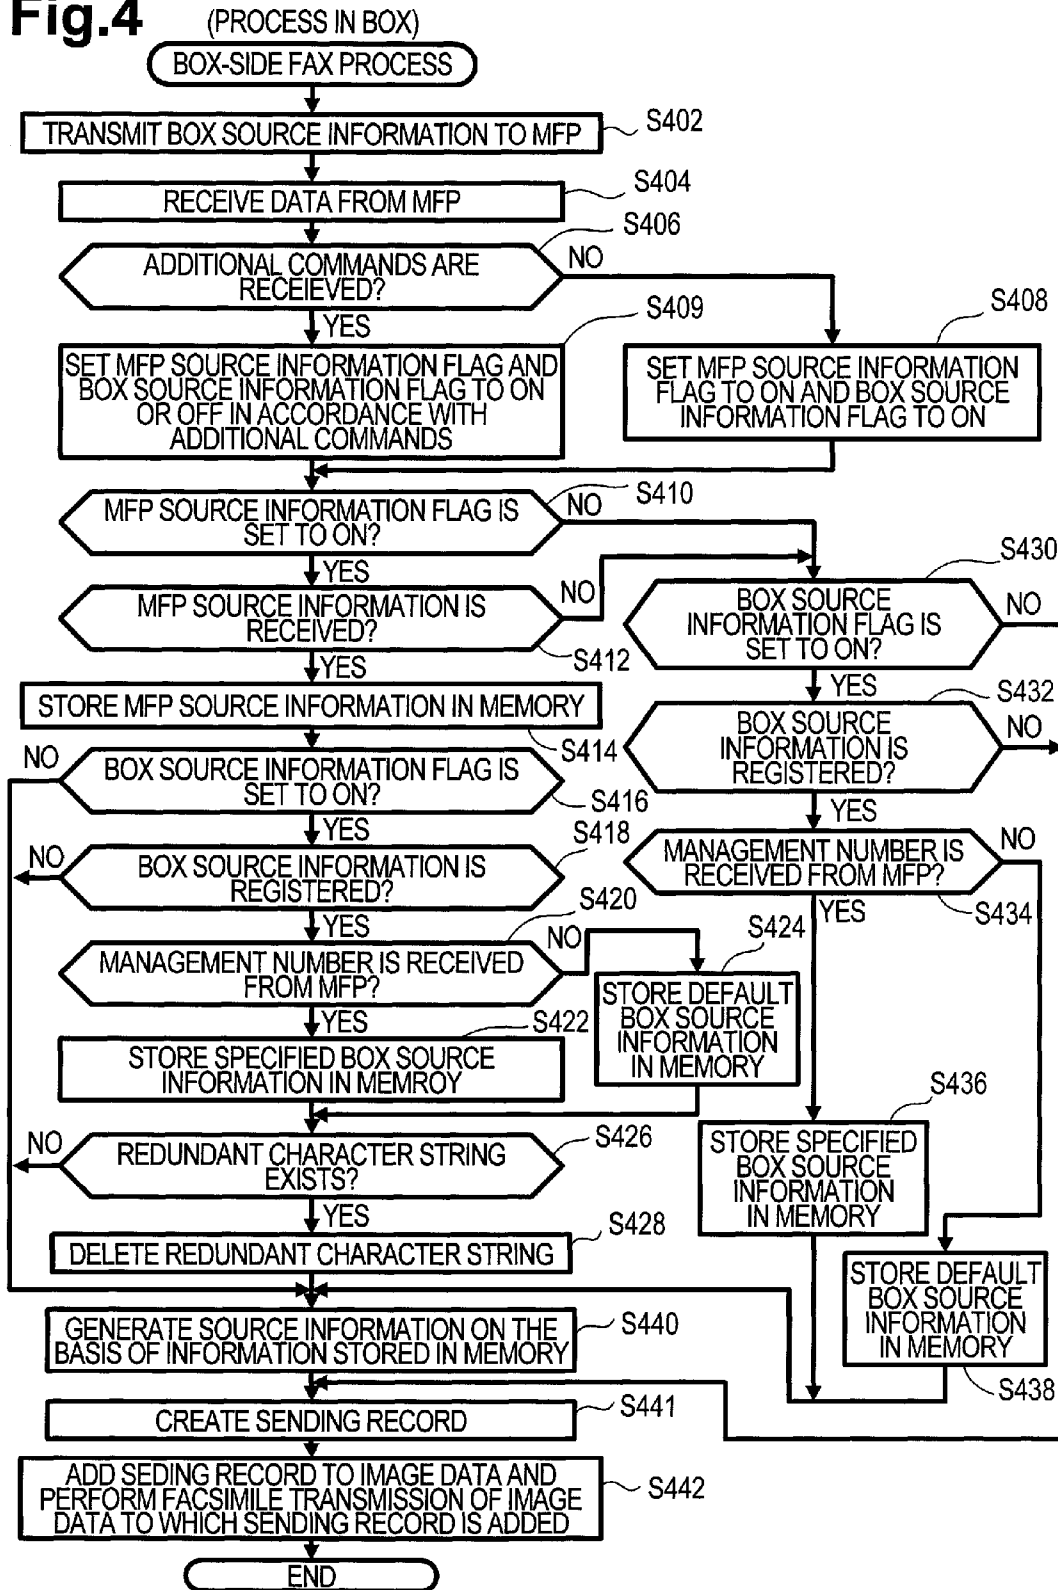 Fig.4
(PROCESS IN BOX)
BOX-SIDE FAX PROCESS
TRANSMIT BOX SOURCE INFORMATION TO MFP
S402
RECEIVE DATA FROM MFP
S404
ADDITIONAL COMMANDS ARE
RECEIEVED?
S406
NO
YES
SET MFP SOURCE INFORMATION FLAG AND
BOX SOURCE INFORMATION FLAG TO ON
OR OFF IN ACCORDANCE WITH
ADDITIONAL COMMANDS
S409
SET MFP SOURCE INFORMATION
FLAG TO ON AND BOX SOURCE
INFORMATION FLAG TO ON
S408
MFP SOURCE INFORMATION FLAG IS
SET TO ON?
S410
NO
YES
MFP SOURCE INFORMATION IS
RECEIVED?
S412
NO
YES
STORE MFP SOURCE INFORMATION IN MEMORY
S414
BOX SOURCE INFORMATION FLAG IS
SET TO ON?
S416
NO
YES
BOX SOURCE INFORMATION IS
REGISTERED?
S418
NO
YES
MANAGEMENT NUMBER IS RECEIVED
FROM MFP?
S420
NO
YES
STORE SPECIFIED BOX SOURCE
INFORMATION IN MEMROY
S422
STORE DEFAULT
BOX SOURCE
INFORMATION
IN MEMORY
S424
REDUNDANT CHARACTER STRING
EXISTS?
S426
NO
YES
DELETE REDUNDANT CHARACTER STRING
S428
BOX SOURCE
INFORMATION FLAG IS
SET TO ON?
S430
NO
YES
BOX SOURCE
INFORMATION IS
REGISTERED?
S432
NO
YES
MANAGEMENT NUMBER IS
RECEIVED FROM MFP?
S434
NO
YES
STORE SPECIFIED
BOX SOURCE
INFORMATION
IN MEMORY
S436
STORE DEFAULT
BOX SOURCE
INFORMATION
IN MEMORY
S438
GENERATE SOURCE INFORMATION ON THE
BASIS OF INFORMATION STORED IN MEMORY
S440
CREATE SENDING RECORD
S441
ADD SEDING RECORD TO IMAGE DATA AND
PERFORM FACSIMILE TRANSMISSION OF IMAGE
DATA TO WHICH SENDING RECORD IS ADDED
S442
END